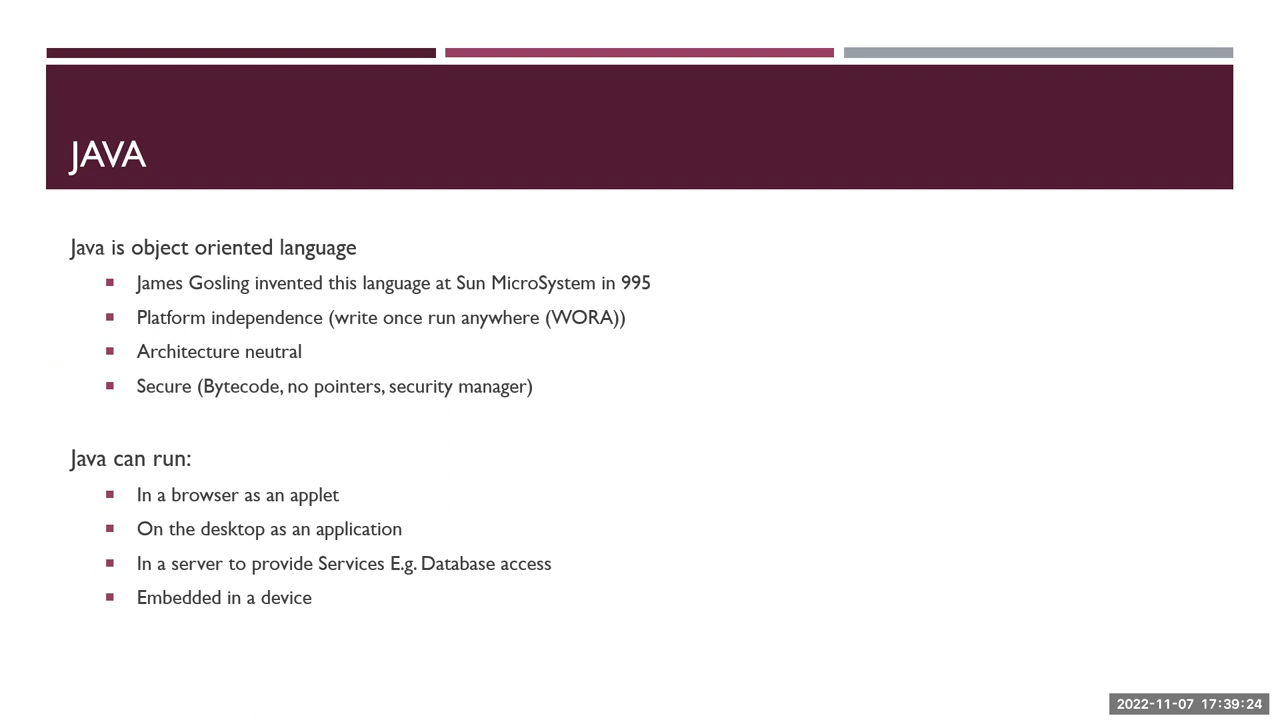 JAVA
Java is object oriented language
James Gosling invented this language at Sun MicroSystem in 995
Platform independence (write once run anywhere (WORA))
Architecture neutral
Secure (Bytecode, no pointers, security manager)
Java can run:
In a browser as an applet
On the desktop as an application
In a server to provide Services E.g. Database access
Embedded in a device
2022-11-07 17:39:24